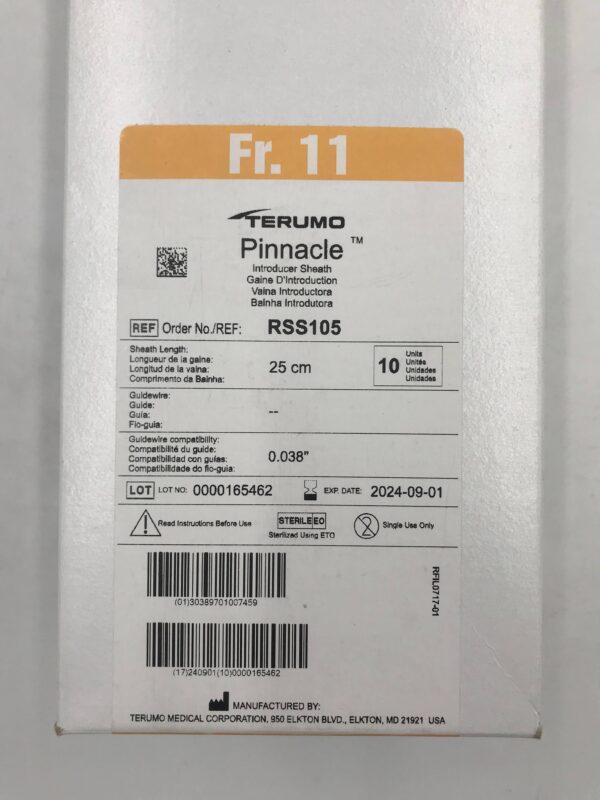 Fr. 11
TERUMO
Pinnacle ™
Introducer Sheath
Gaine D'Introduction
Vaina Introductora
Bainha Introdutora
REF Order No./REF: RSS105
Sheath Length:
Longueur de la gaine:
Longitud de la vaina:
Comprimento da Bainha:
25 cm
10
Units
Unités
Unidades
Unidades
Guidewire:
Guide:
Guía:
Fio-guia:
--
Guidewire compatibility:
Compatibilité du guide:
Compatibilidad con guías:
Compatibilidade do fio-guia:
0.038"
LOT LOT NO: 0000165462 EXP. DATE: 2024-09-01
Read Instructions Before Use
STERILE EO
Sterilized Using ETO
2
Single Use Only
(01)30389701007459
(17)240901(10)0000165462
RFIL0717-01
MANUFACTURED BY:
TERUMO MEDICAL CORPORATION, 950 ELKTON BLVD., ELKTON, MD 21921 USA